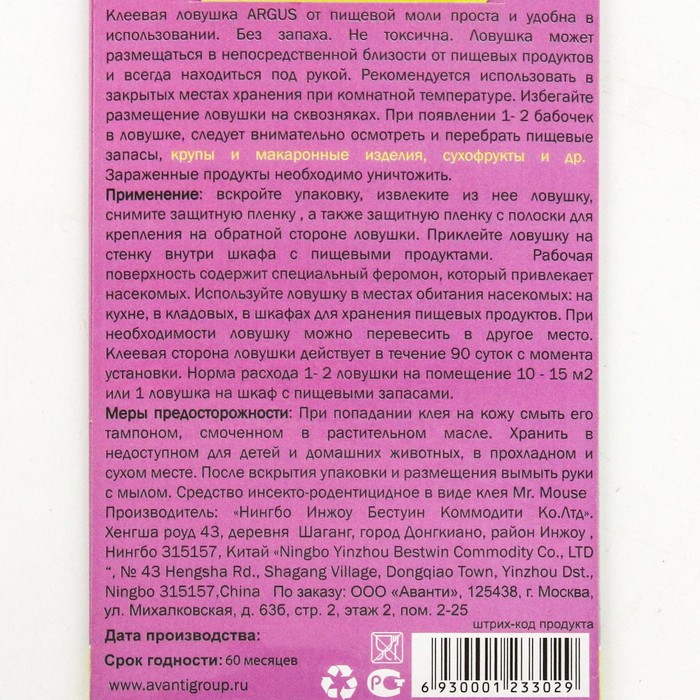 Клеевая ловушка ARGUS от пищевой моли проста и удобна в
использовании. Без запаха. Не токсична. Ловушка может
размещаться в непосредственной близости от пищевых продуктов
и всегда находиться под рукой. Рекомендуется использовать в
закрытых местах хранения при комнатной температуре. Избегайте
размещение ловушки на сквозняках. При появлении 1- 2 бабочек
в ловушке, следует внимательно осмотреть и перебрать пищевые
запасы, крупы и макаронные изделия, сухофрукты и др.
Зараженные продукты необходимо уничтожить.
Применение: вскройте упаковку, извлеките из нее ловушку,
снимите защитную пленку , а также защитную пленку с полоски для
крепления на обратной стороне ловушки. Приклейте ловушку на
стенку внутри шкафа с пищевыми продуктами. Рабочая
поверхность содержит специальный феромон, который привлекает
насекомых. Используйте ловушку в местах обитания насекомых: на
кухне, в кладовых, в шкафах для хранения пищевых продуктов. При
необходимости ловушку можно перевесить в другое место.
Клеевая сторона ловушки действует в течение 90 суток с момента
установки. Норма расхода 1- 2 ловушки на помещение 10 - 15 м2
или 1 ловушка на шкаф с пищевыми запасами.
Меры предосторожности: При попадании клея на кожу смыть его
тампоном, смоченном в растительном масле. Хранить в
недоступном для детей и домашних животных, в прохладном и
сухом месте. После вскрытия упаковки и размещения вымыть руки
с мылом. Средство инсекто-родентицидное в виде клея Mr. Mouse
Производитель: «Нингбо Инжоу Бестуин Коммодити Ко.Лтд».
Хенгша роуд 43, деревня Шаганг, город Донгкиано, район Инжоу ,
Нингбо 315157, Китай «Ningbo Yinzhou Bestwin Commodity Co., LTD
“, № 43 Hengsha Rd., Shagang Village, Dongqiao Town, Yinzhou Dst.,
Ningbo 315157,China По заказу: ООО «Аванти», 125438, г. Москва,
ул. Михалковская, д. 63б, стр. 2, этаж 2, пом. 2-25
штрих-код продукта
Дата производства:
Срок годности: 60 месяцев
www.avantigroup.ru
РСТ
6 930001 233029